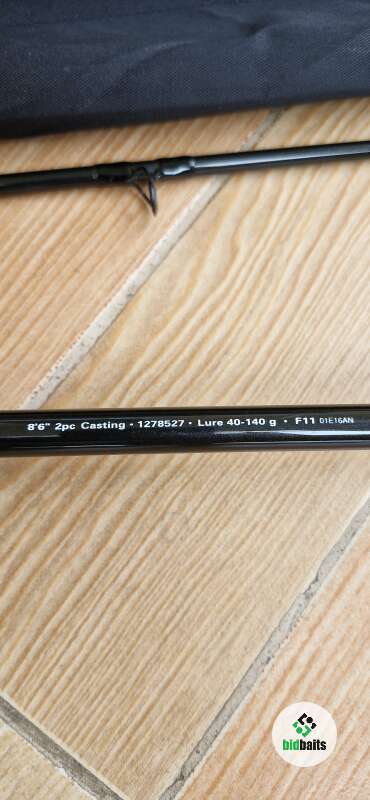 8'6" 2pc Casting • 1278527 • Lure 40-140 g • F11 01E16AN
bidbaits